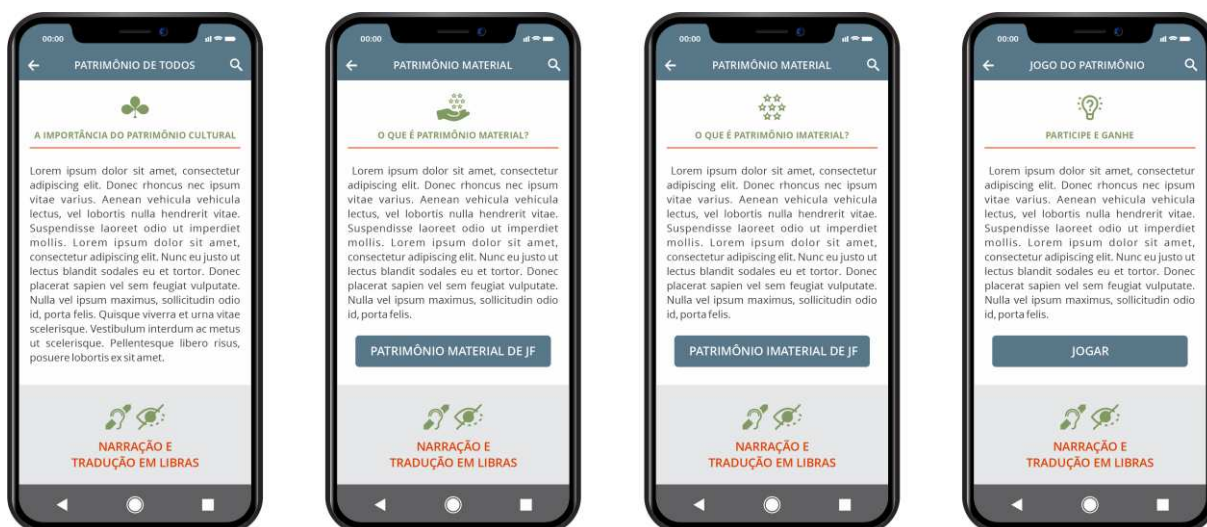 00:00
PATRIMÔNIO DE TODOS
A IMPORTÂNCIA DO PATRIMÔNIO CULTURAL
Lorem ipsum dolor sit amet, consectetur
adipiscing elit. Donec rhoncus nec ipsum
vitae varius. Aenean vehicula vehicula
lectus, vel lobortis nulla hendrerit vitae.
Suspendisse laoreet odio ut imperdiet
mollis. Lorem ipsum dolor sit amet,
consectetur adipiscing elit. Nunc eu justo ut
lectus blandit sodales eu et tortor. Donec
placerat sapien vel sem feugiat vulputate.
Nulla vel ipsum maximus, sollicitudin odio
id, porta felis. Quisque viverra et urna vitae
scelerisque. Vestibulum interdum ac metus
ut scelerisque. Pellentesque libero risus,
posuere lobortis ex sit amet.
NARRAÇÃO E
TRADUÇÃO EM LIBRAS
00:00
PATRIMÔNIO MATERIAL
O QUE É PATRIMÔNIO MATERIAL?
Lorem ipsum dolor sit amet, consectetur
adipiscing elit. Donec rhoncus nec ipsum
vitae varius. Aenean vehicula vehicula
lectus, vel lobortis nulla hendrerit vitae.
Suspendisse laoreet odio ut imperdiet
mollis. Lorem ipsum dolor sit amet,
consectetur adipiscing elit. Nunc eu justo ut
lectus blandit sodales eu et tortor. Donec
placerat sapien vel sem feugiat vulputate.
Nulla vel ipsum maximus, sollicitudin odio
id, porta felis.
PATRIMÔNIO MATERIAL DE JF
NARRAÇÃO E
TRADUÇÃO EM LIBRAS
00:00
PATRIMÔNIO MATERIAL
O QUE É PATRIMÔNIO IMATERIAL?
Lorem ipsum dolor sit amet, consectetur
adipiscing elit. Donec rhoncus nec ipsum
vitae varius. Aenean vehicula vehicula
lectus, vel lobortis nulla hendrerit vitae.
Suspendisse laoreet odio ut imperdiet
mollis. Lorem ipsum dolor sit amet,
consectetur adipiscing elit. Nunc eu justo ut
lectus blandit sodales eu et tortor. Donec
placerat sapien vel sem feugiat vulputate.
Nulla vel ipsum maximus, sollicitudin odio
id, porta felis.
PATRIMÔNIO IMATERIAL DE JF
NARRAÇÃO E
TRADUÇÃO EM LIBRAS
00:00
JOGO DO PATRIMÔNIO
PARTICIPE E GANHE
Lorem ipsum dolor sit amet, consectetur
adipiscing elit. Donec rhoncus nec ipsum
vitae varius. Aenean vehicula vehicula
lectus, vel lobortis nulla hendrerit vitae.
Suspendisse laoreet odio ut imperdiet
mollis. Lorem ipsum dolor sit amet,
consectetur adipiscing elit. Nunc eu justo ut
lectus blandit sodales eu et tortor. Donec
placerat sapien vel sem feugiat vulputate.
Nulla vel ipsum maximus, sollicitudin odio
id, porta felis.
JOGAR
NARRAÇÃO E
TRADUÇÃO EM LIBRAS